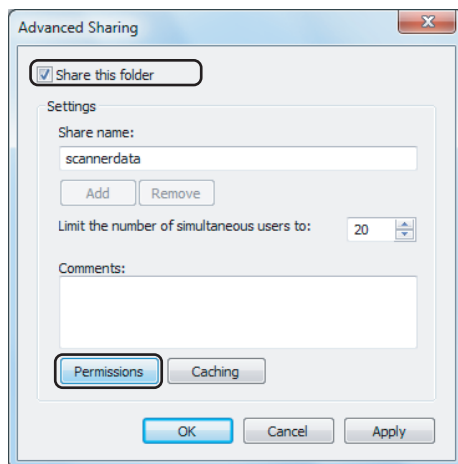 Advanced Sharing
Share this folder
Settings
Share name:
scannerdata
Add Remove
Limit the number of simultaneous users to: 20
Comments:
Permissions Caching
OK Cancel Apply